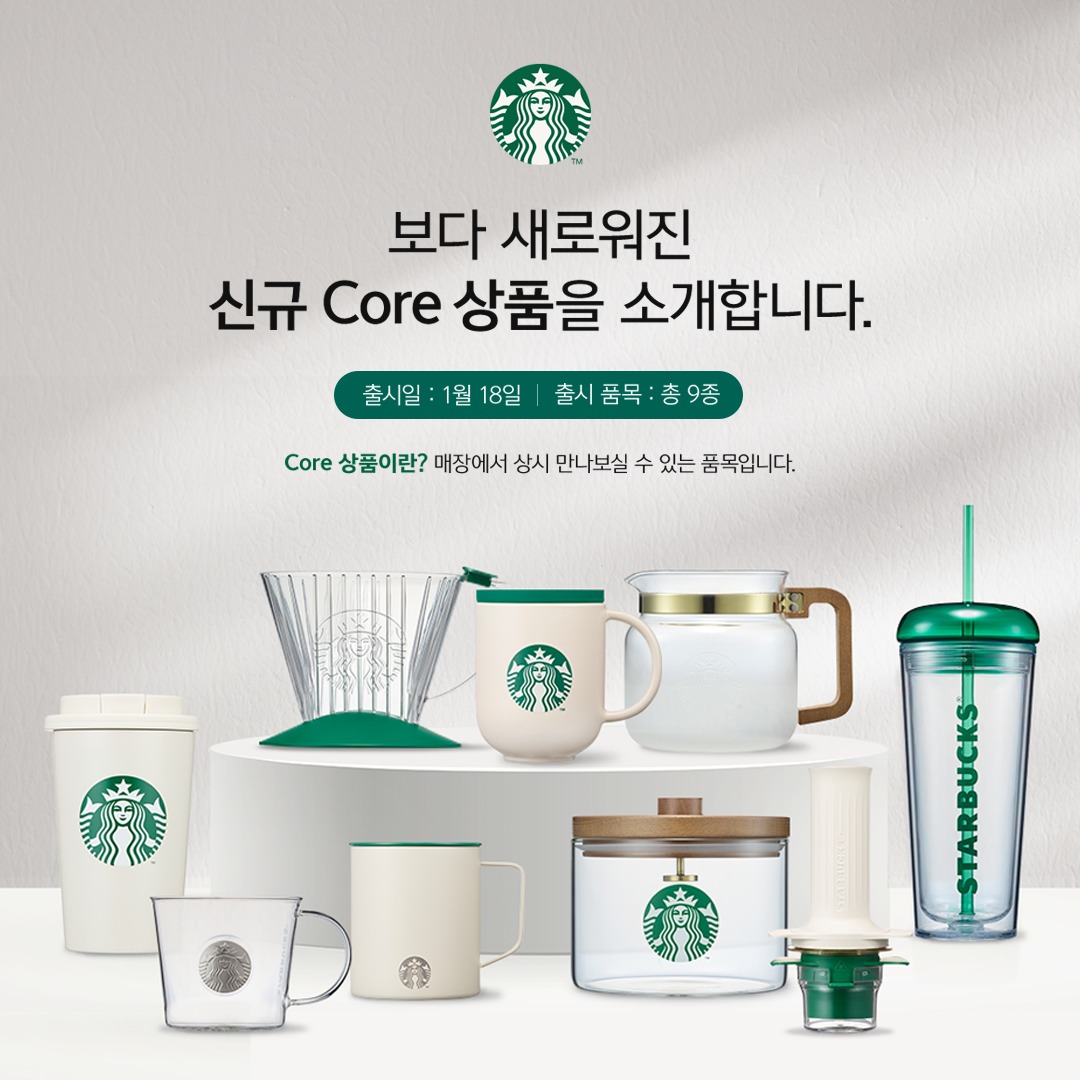 TM
보다 새로워진
신규 Core 상품을 소개합니다.
출시일 : 1월 18일 | 출시 품목 : 총 9종
Core 상품이란? 매장에서 상시 만나보실 수 있는 품목입니다.
STARBUCKS®
STARBUCKS